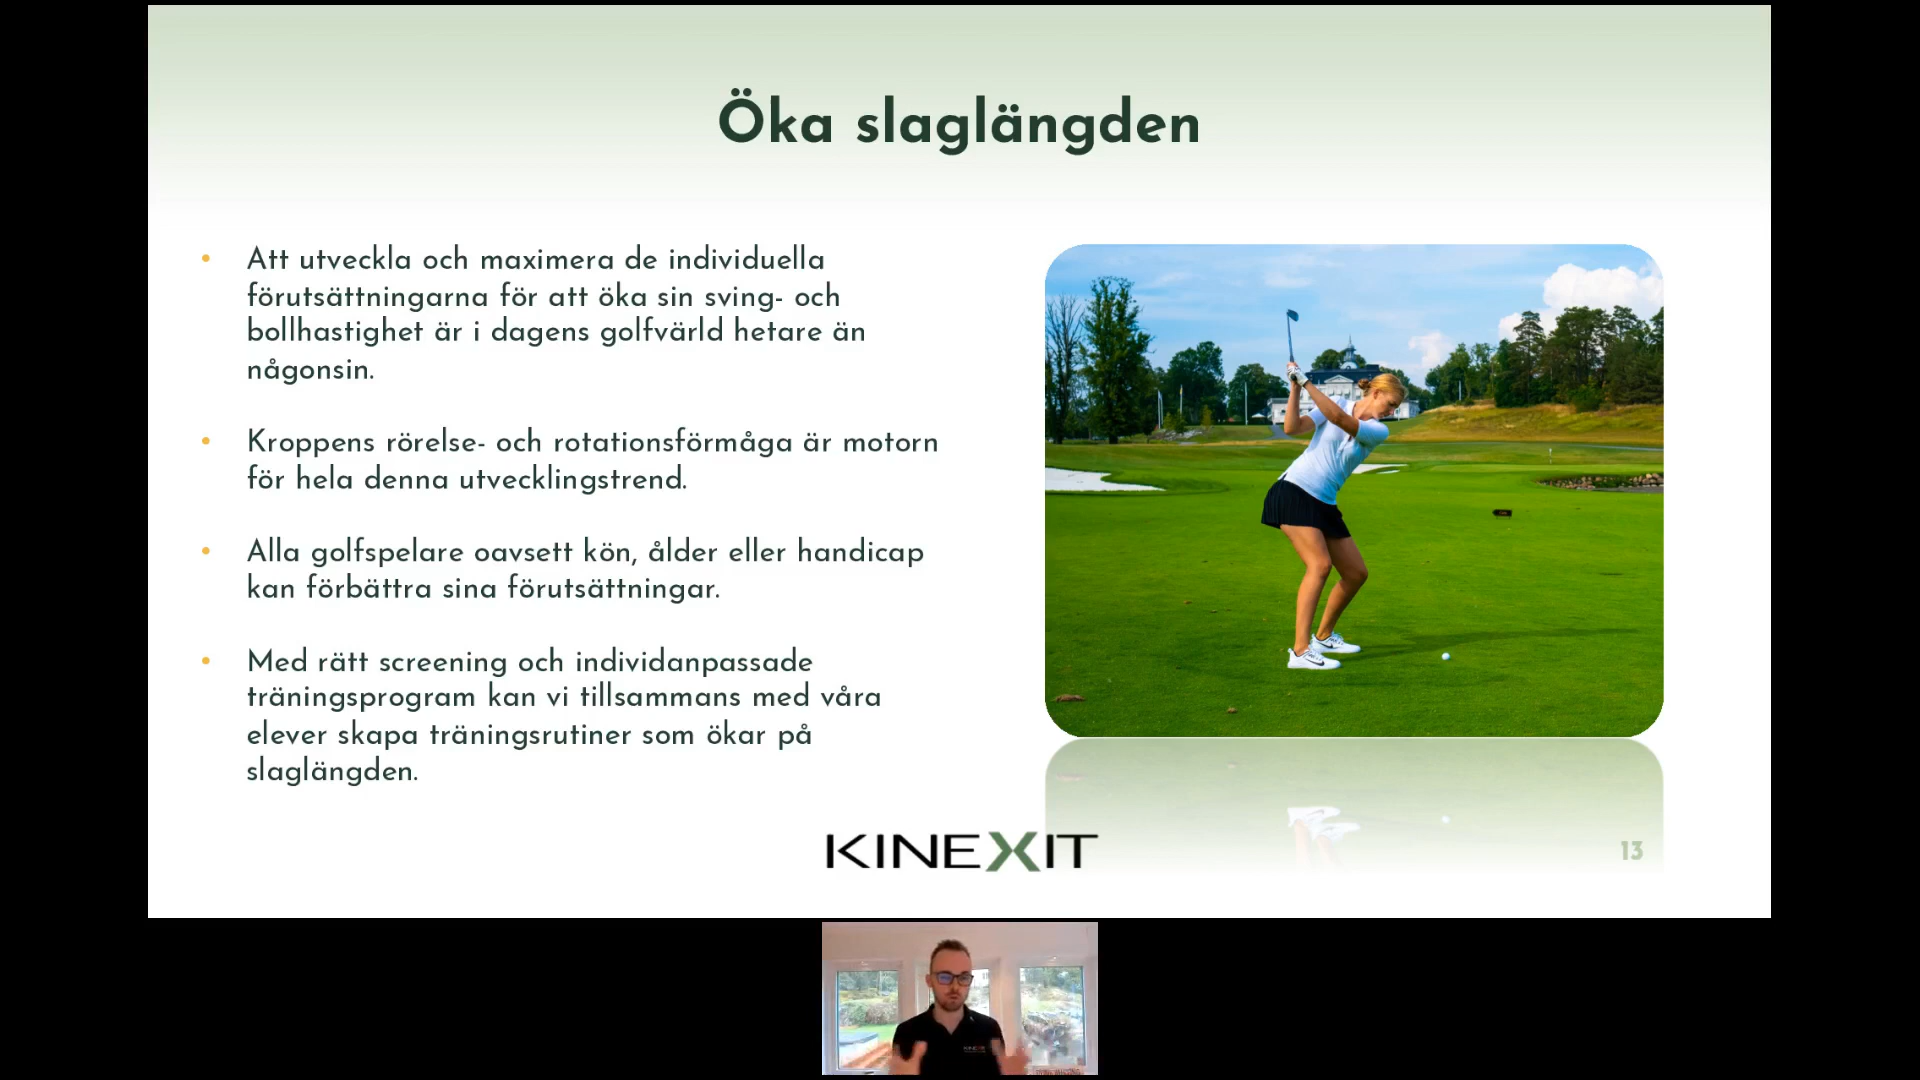 Öka slaglängden
• Att utveckla och maximera de individuella
förutsättningarna för att öka sin sving- och
bollhastighet är i dagens golfvärld hetare än
någonsin.
• Kroppens rörelse- och rotationsförmåga är motorn
för hela denna utvecklingstrend.
• Alla golfspelare oavsett kön, ålder eller handicap
kan förbättra sina förutsättningar.
• Med rätt screening och individanpassade
träningsprogram kan vi tillsammans med våra
elever skapa träningsrutiner som ökar på
slaglängden.
KINEXIT
13